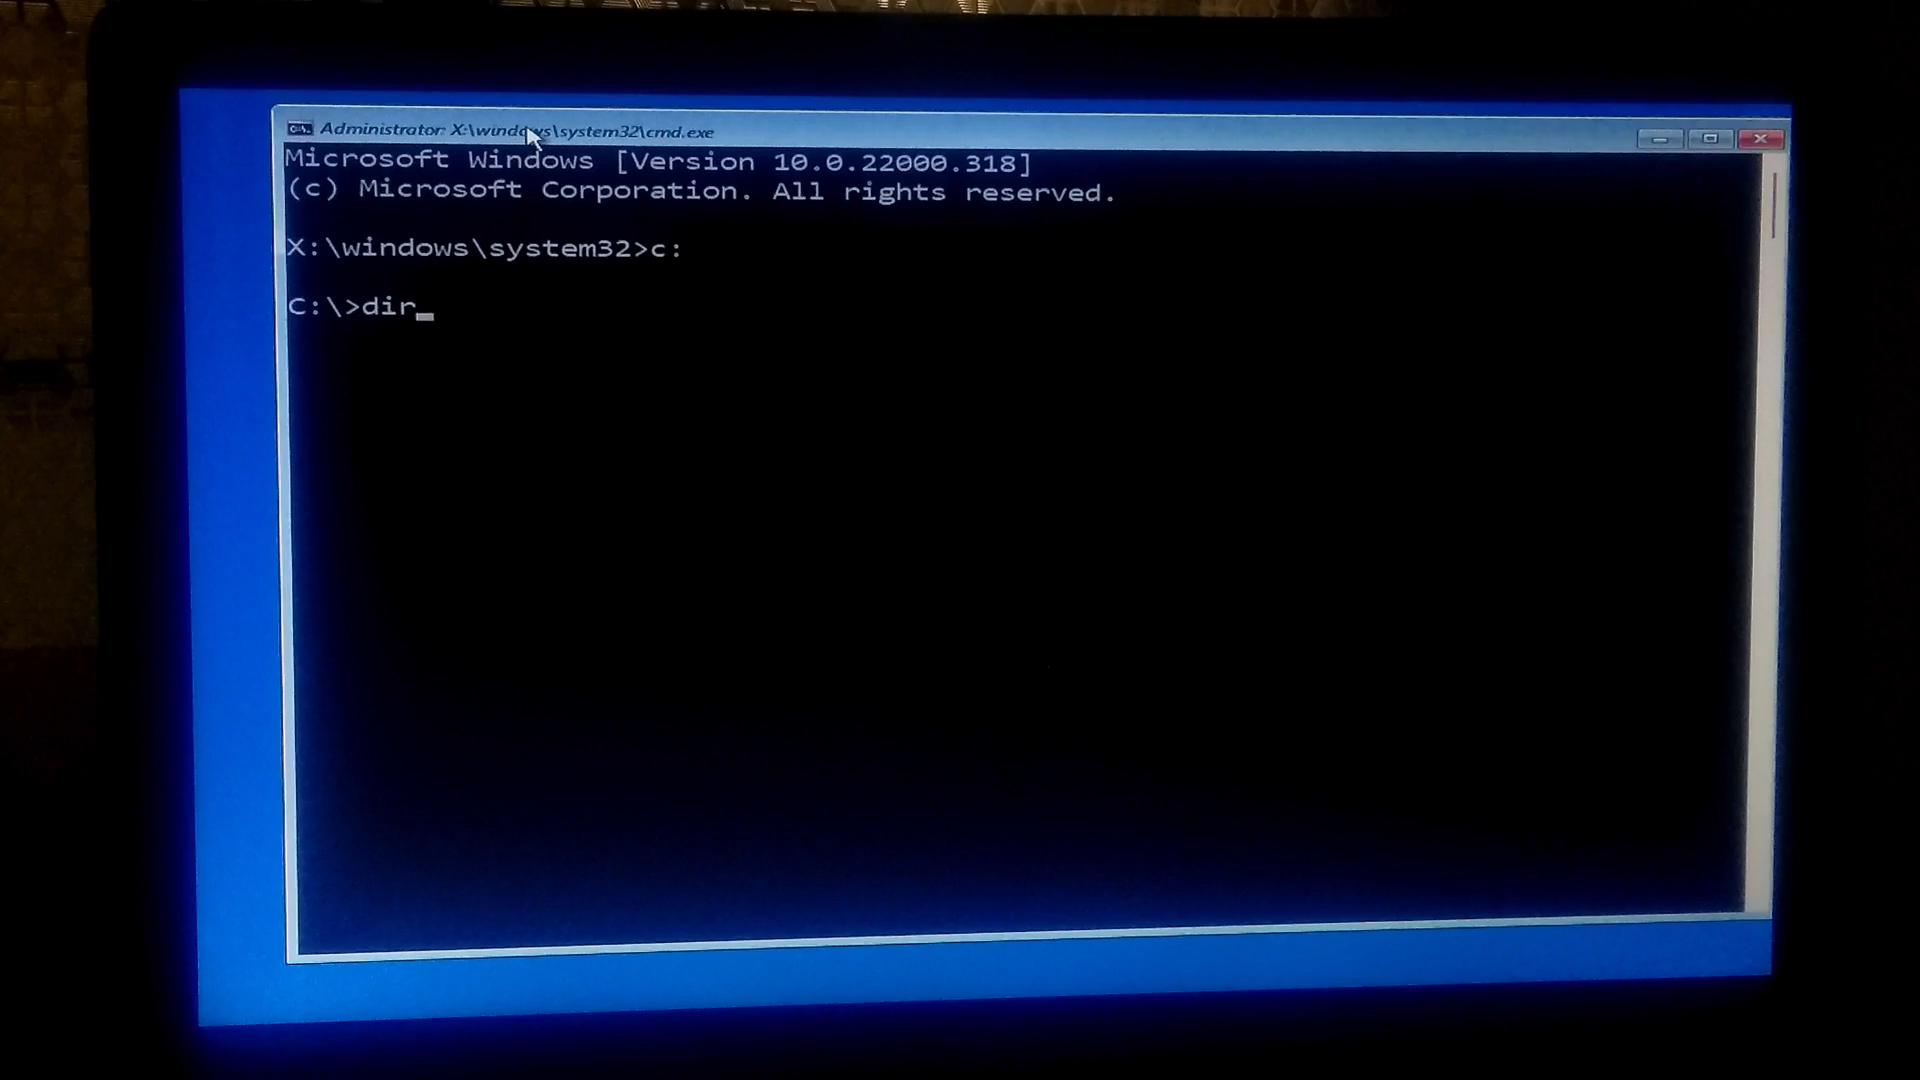 Administrator: X:\windows\system32\cmd.exe
Microsoft Windows [Version 10.0.22000.318]
(c) Microsoft Corporation. All rights reserved.
X:\windows\system32>c:
C:\>dir_